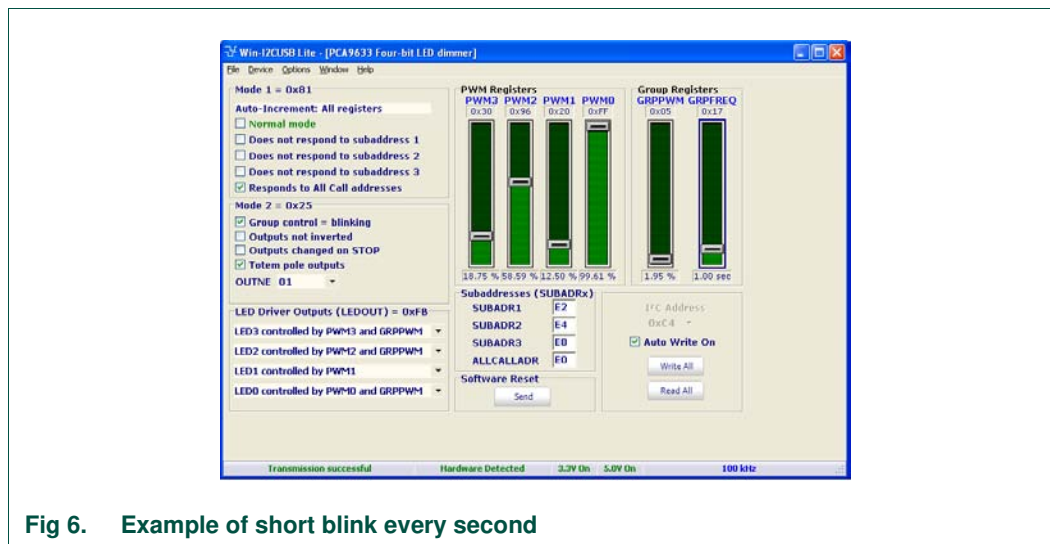 Win-I2CUSB Lite - [PCA9633 Four-bit LED dimmer]
File Device Options Window Help
Mode 1 = 0x81
Auto-Increment: All registers
Normal mode
Does not respond to subaddress 1
Does not respond to subaddress 2
Does not respond to subaddress 3
Responds to All Call addresses
Mode 2 = 0x25
Group control = blinking
Outputs not inverted
Outputs changed on STOP
Totem pole outputs
OUTNE 01
LED Driver Outputs (LEDOUT) = 0xFB
LED3 controlled by PWM3 and GRPPWM
LED2 controlled by PWM2 and GRPPWM
LED1 controlled by PWM1
LED0 controlled by PWM0 and GRPPWM
PWM Registers
PWM3 PWM2 PWM1 PWM0
0x30 0x96 0x20 0xFF
18.75 % 58.59 % 12.50 % 99.61 %
Group Registers
GRPPWM GRPFREQ
0x05 0x17
1.95 % 1.00 sec
Subaddresses (SUBADRx)
SUBADR1 E2
SUBADR2 E4
SUBADR3 E8
ALLCALLADR E0
Software Reset
Send
I²C Address
0xC4
Auto Write On
Write All
Read All
Transmission successful Hardware Detected 3.3V On 5.0V On 100 kHz
Fig 6. Example of short blink every second